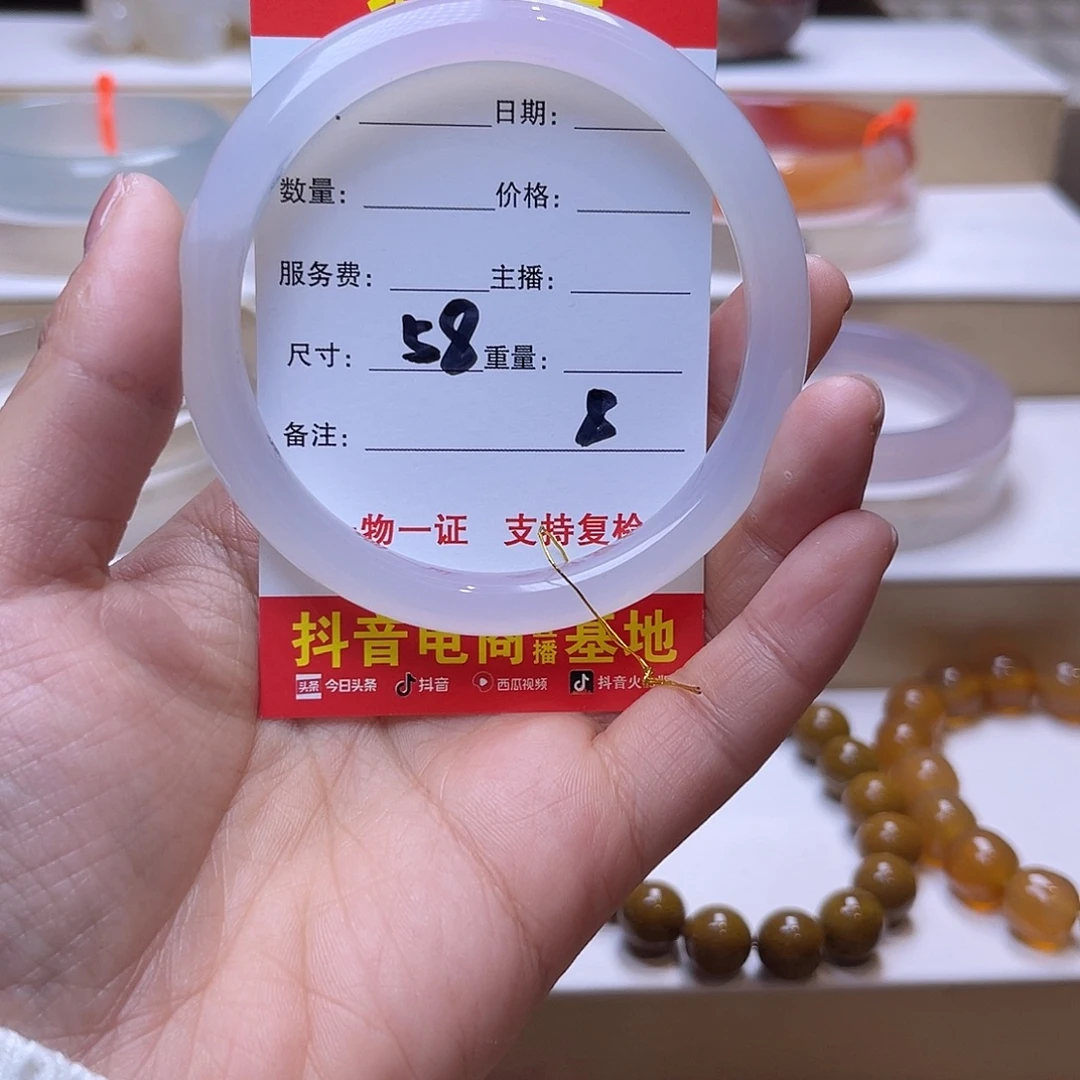 日期：
数量： 价格：
服务费： 主播：
尺寸： 58 重量：
备注： 8
物一证 支持复检
抖音电商直播基地
头条 今日头条 抖音 西瓜视频 抖音火